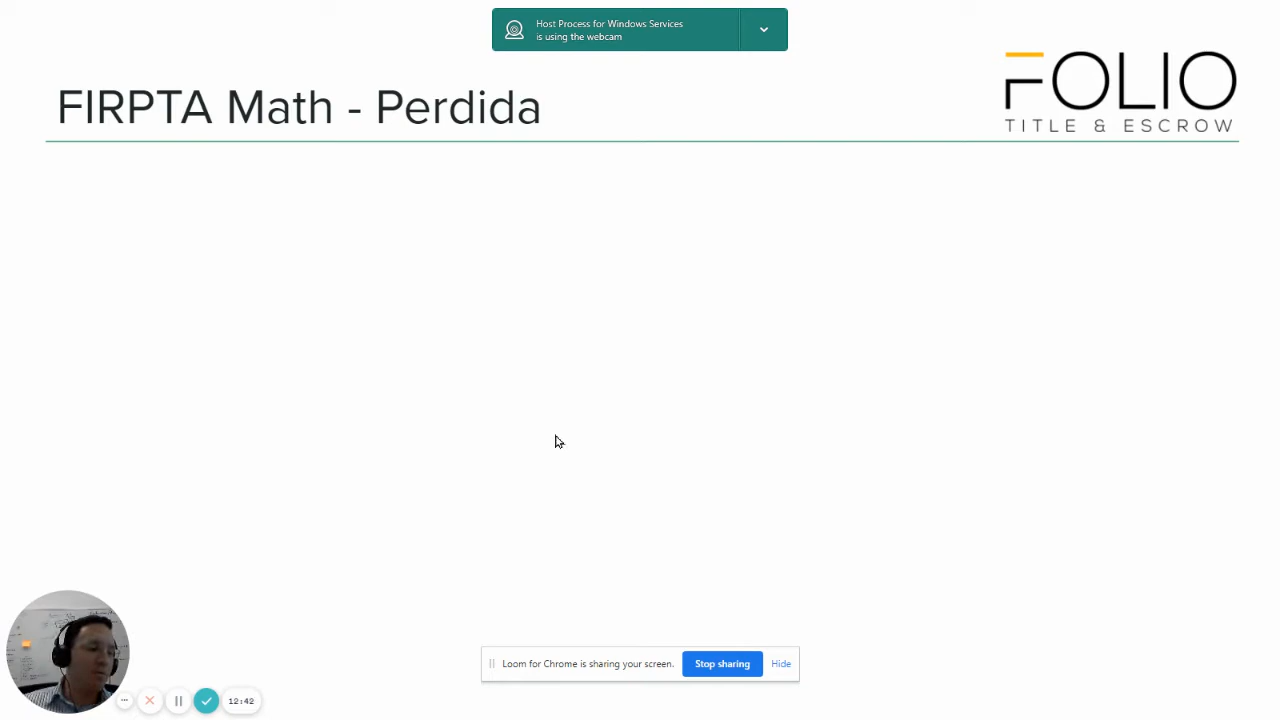 Host Process for Windows Services
is using the webcam
FOLIO
TITLE & ESCROW
FIRPTA Math - Perdida
Loom for Chrome is sharing your screen.
Stop sharing
Hide
12:42